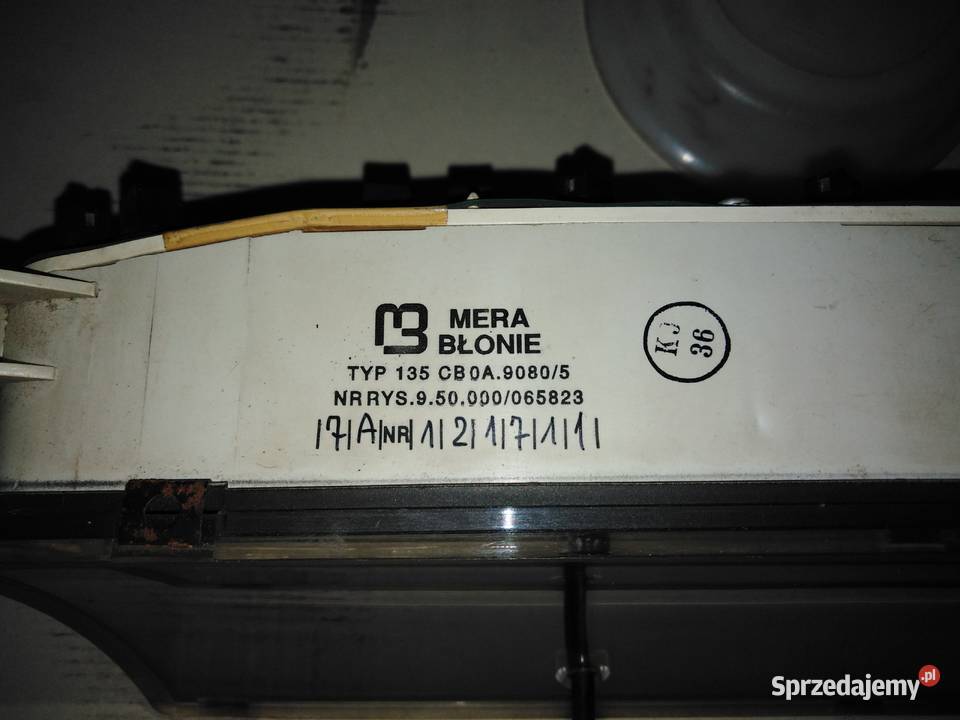 MERA
BŁONIE
TYP 135 CB0A.9080/5
NR RYS.9.50.000/065823
|7|A|NR|1|2|1|7|1|1|
KJ
36
Sprzedajemy.pl